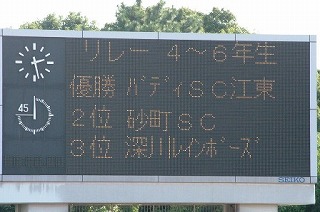 リレー 4～6年生
優勝 バディSC江東
2位 砂町SC
3位 深川レインボーズ
45
SEIKO